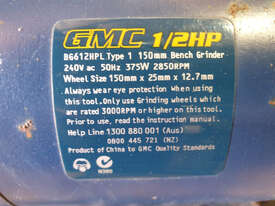 GMC 1/2HP
BG612HPL Type 1 150mm Bench Grinder
240V ac 50Hz 375W 2850RPM
Wheel Size 150mm x 25mm x 12.7mm
Always wear eye protection When using
this tool. Only use Grinding wheels which
are rated 3000RPM or higher on this tool.
Prior to use, read the instruction manual.
Help Line 1300 880 001 (Aus)
0800 445 721 (NZ)
Product of China to GMC Quality Standards